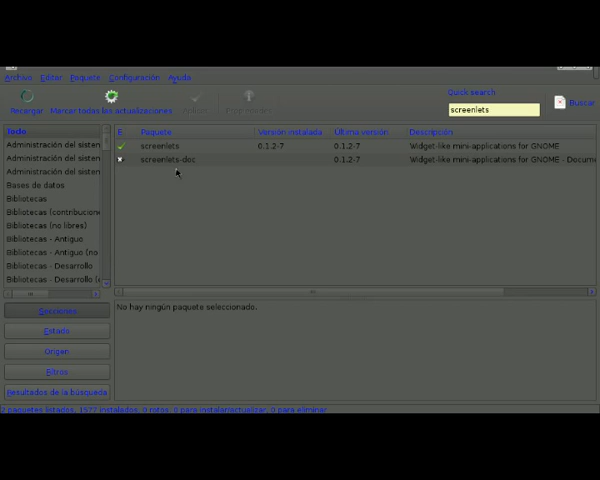 Archivo Editar Paquete Configuración Ayuda
Quick search
Recargar Marcar todas las actualizaciones Aplicar Propiedades
screenlets
Buscar
Todo
E Paquete Versión instalada Última versión Descripción
Administración del sisten
screenlets 0.1.2-7 0.1.2-7 Widget-like mini-applications for GNOME
Administración del sisten
screenlets-doc 0.1.2-7 Widget-like mini-applications for GNOME - Docum
Administración del sisten
Bases de datos
Bibliotecas
Bibliotecas (contribucione
Bibliotecas (no libres)
Bibliotecas - Antiguo
Bibliotecas - Antiguo (no
Bibliotecas - Desarrollo
Bibliotecas - Desarrollo (
No hay ningún paquete seleccionado.
Secciones
Estado
Origen
Filtros
Resultados de la búsqueda
2 paquetes listados, 1577 instalados, 0 rotos. 0 para instalar/actualizar, 0 para eliminar